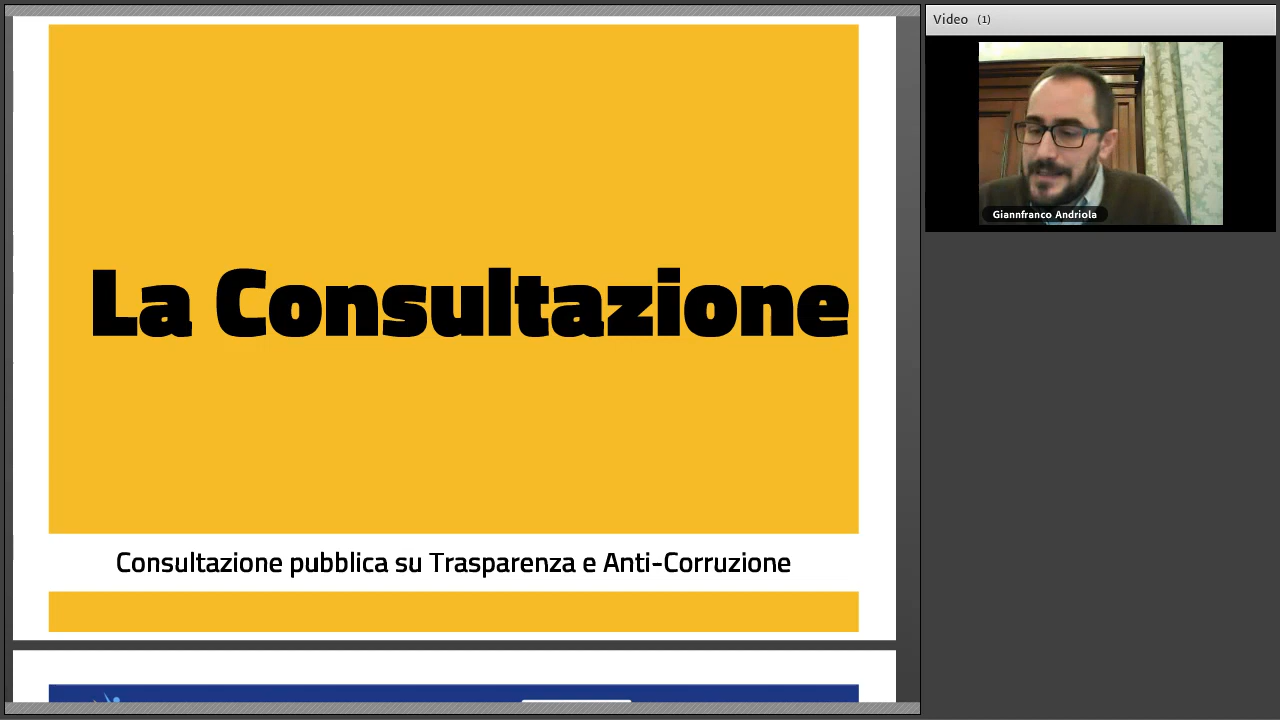 La Consultazione
Consultazione pubblica su Trasparenza e Anti-Corruzione
Video (1)
Giannfranco Andriola